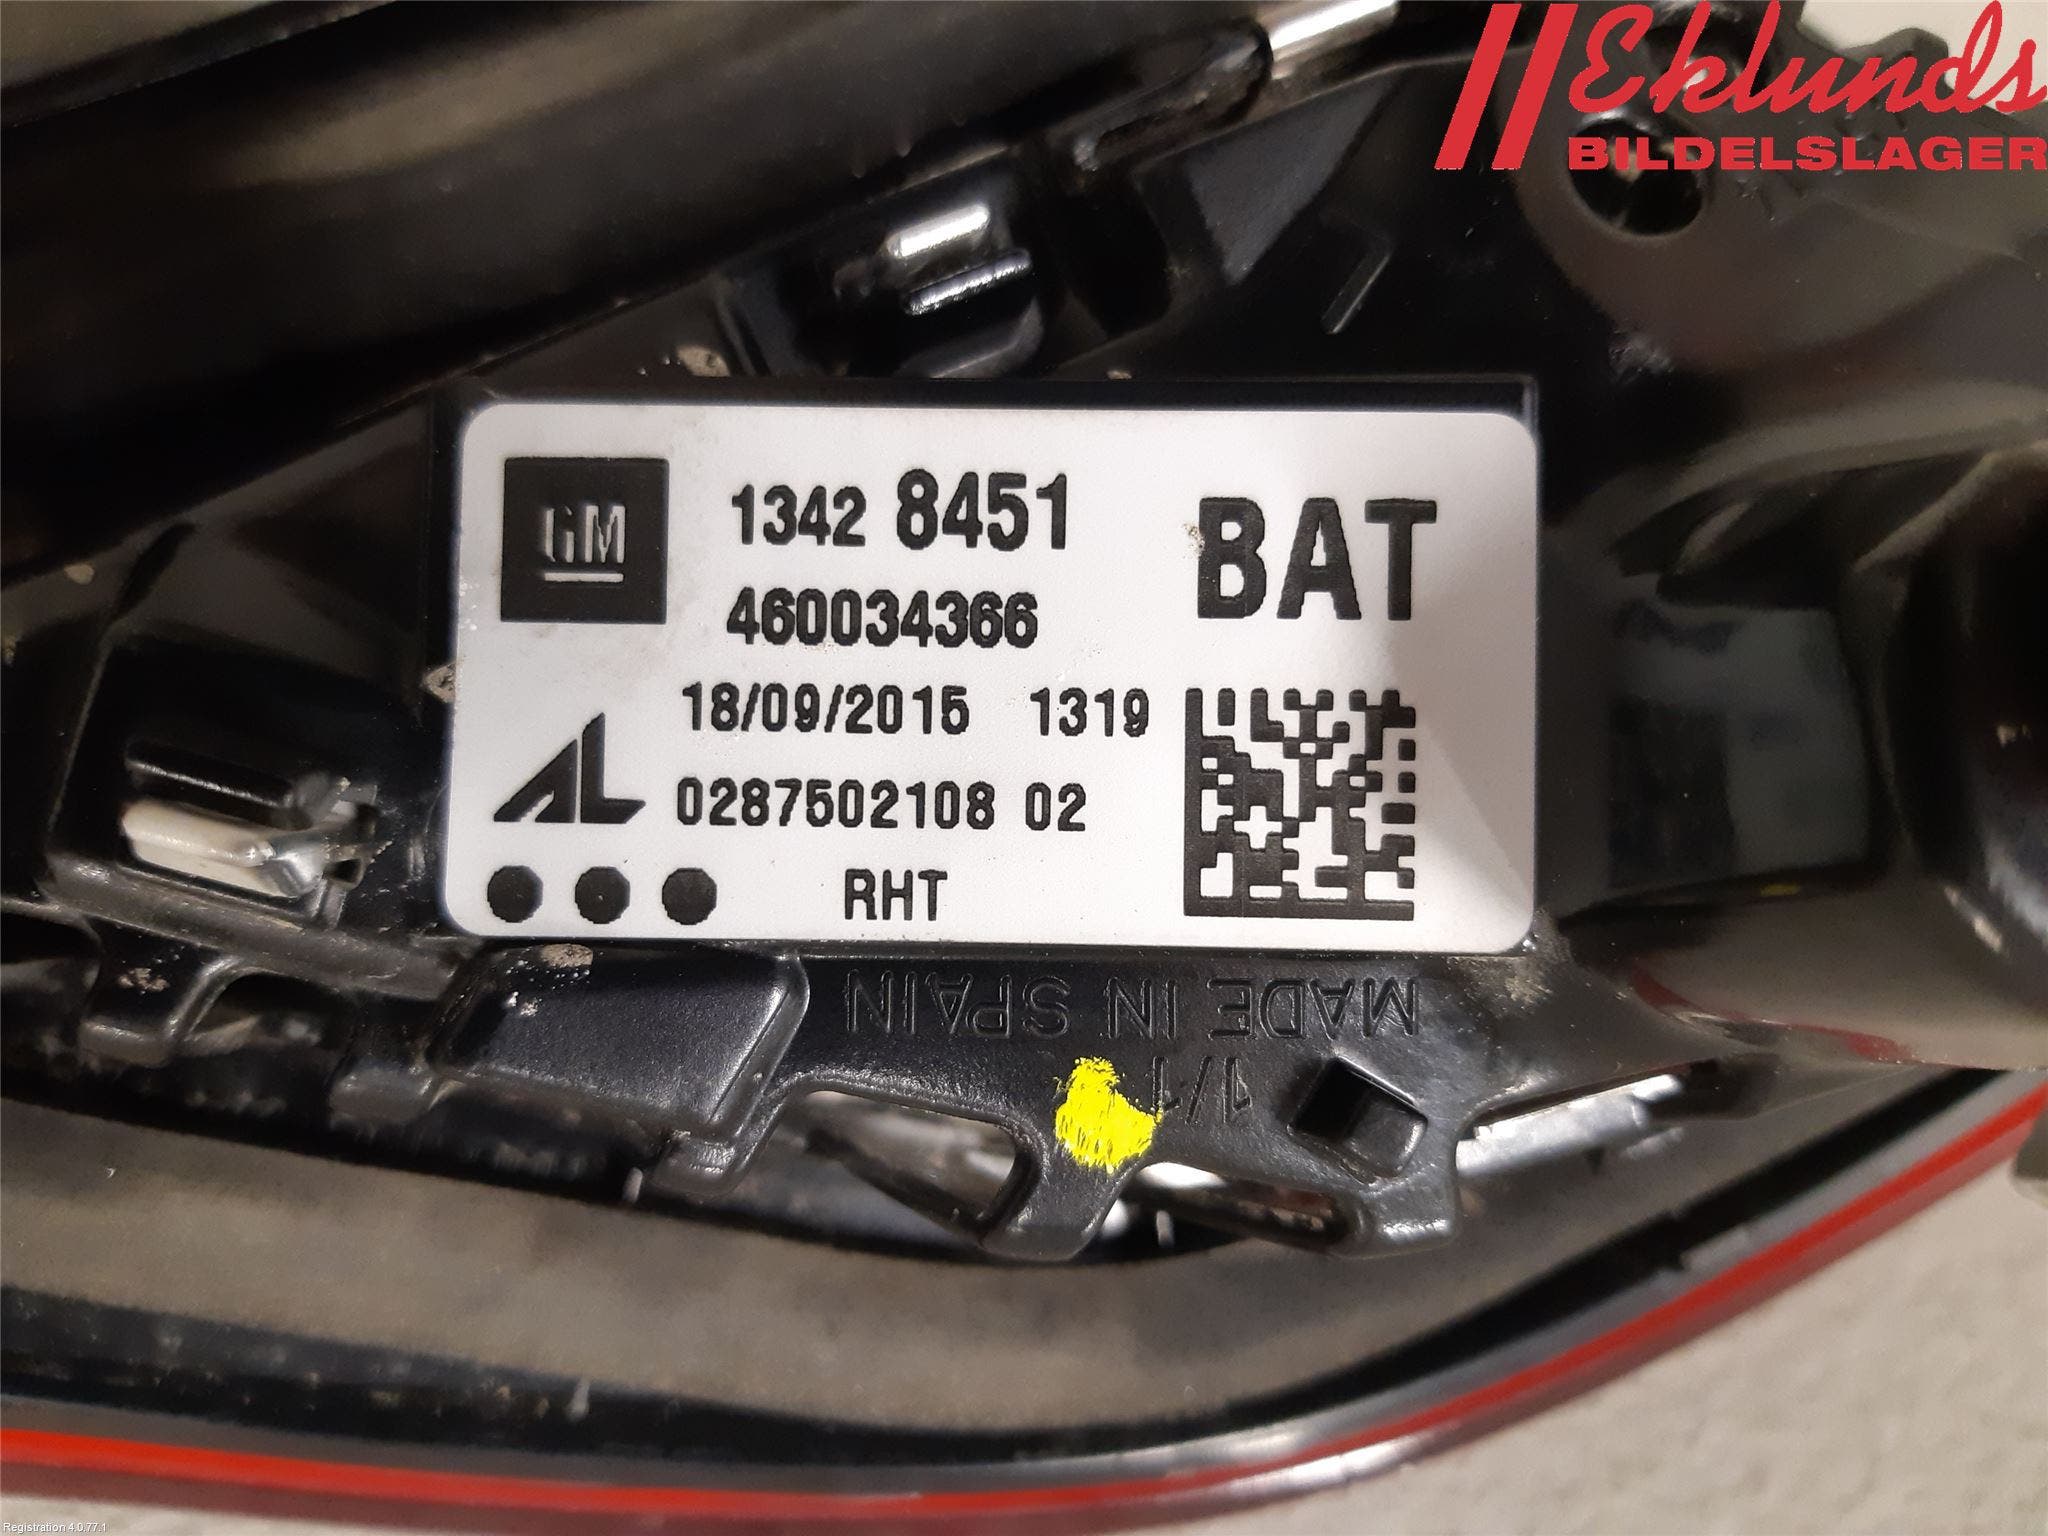 Eklunds
BILDELSLAGER
GM
1342 8451
BAT
460034366
18/09/2015 1319
AL
0287502108 02
RHT
MADE IN SPAIN
1/1
Registration 4.0.77.1